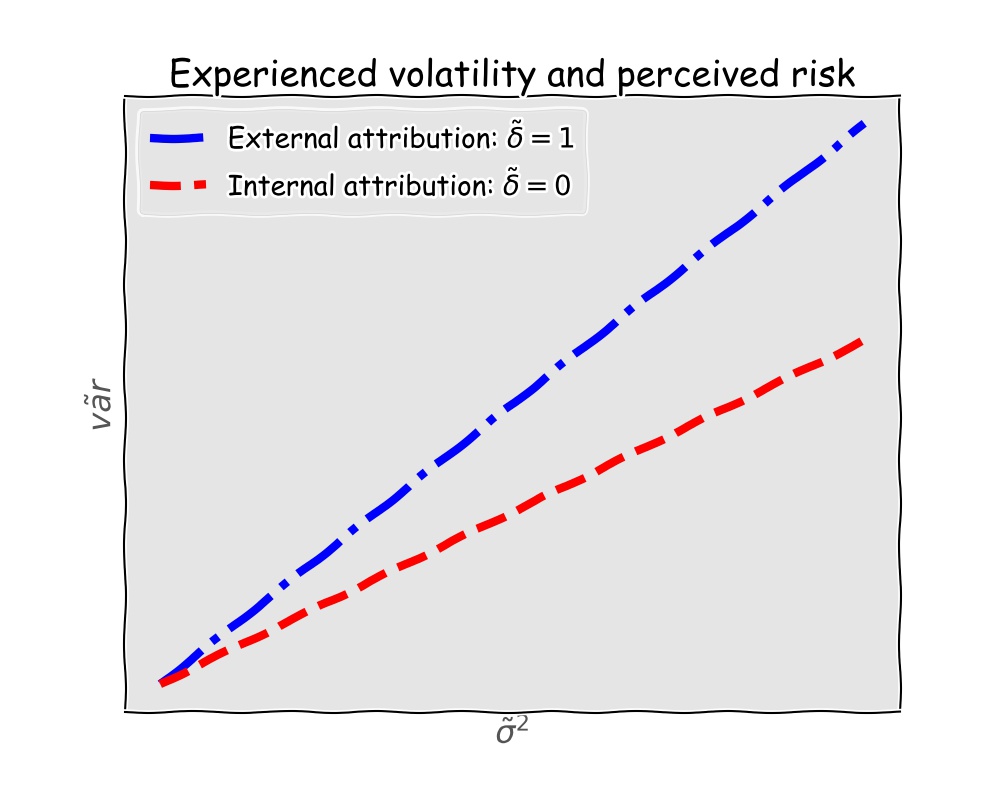 Experienced volatility and perceived risk
External attribution: δ̃ = 1
Internal attribution: δ̃ = 0
vãr
σ̃²